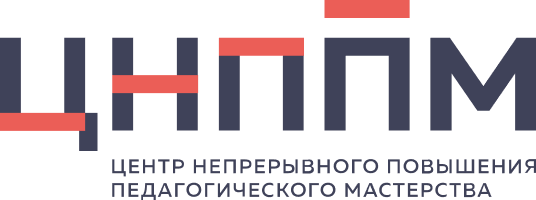 ЦНППМ
ЦЕНТР НЕПРЕРЫВНОГО ПОВЫШЕНИЯ
ПЕДАГОГИЧЕСКОГО МАСТЕРСТВА